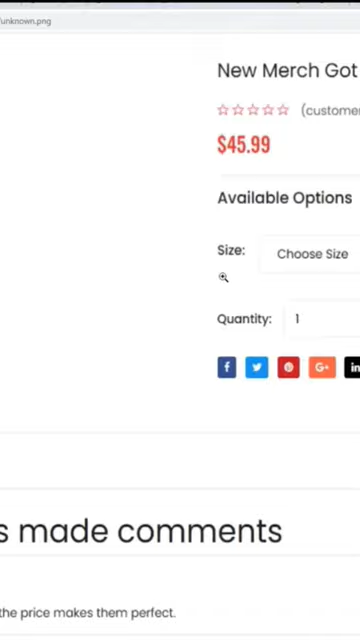 /unknown.png
New Merch Got
(custome
$45.99
Available Options
Size: Choose Size
Quantity: 1
f G+ in
s made comments
the price makes them perfect.